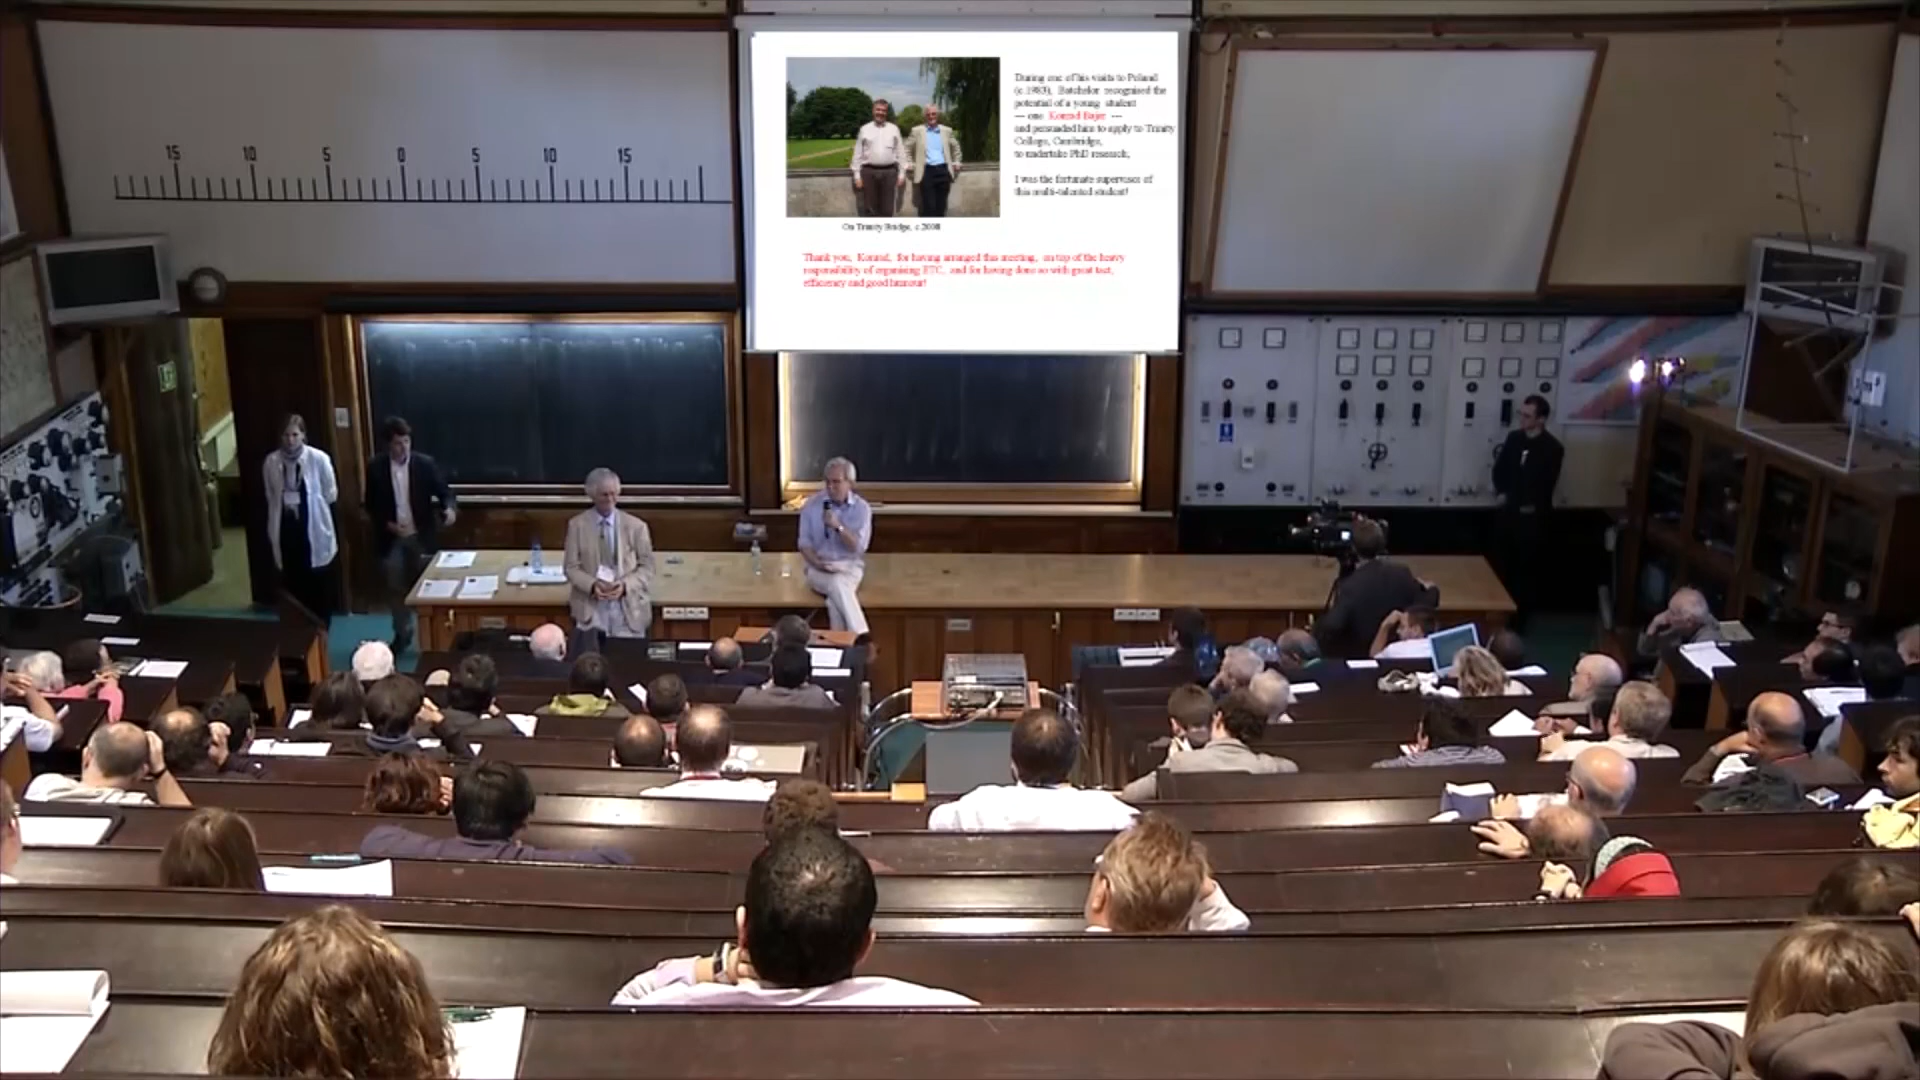 15 10 5 0 5 10 15
During one of his visits to Poland
(c.1983), Batchelor recognised the
potential of a young student
--- one Konrad Bajer ---
and persuaded him to apply to Trinity
College, Cambridge,
to undertake PhD research,
I was the fortunate supervisor of
this multi-talented student!
On Trinity Bridge, c.2008
Thank you, Konrad, for having arranged this meeting, on top of the heavy
responsibility of organising ETC, and for having done so with great tact,
efficiency and good humour!